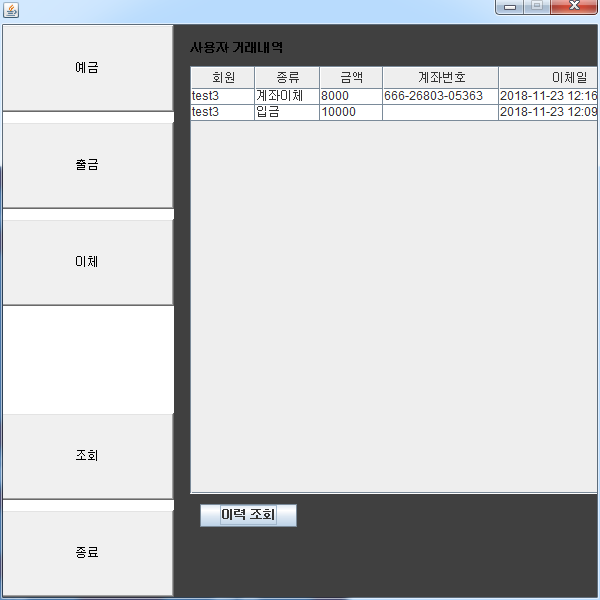 예금
출금
이체
조회
종료
사용자 거래내역
회원 종류 금액 계좌번호 이체일
test3 계좌이체 8000 666-26803-05363 2018-11-23 12:16
test3 입금 10000 2018-11-23 12:09
이력 조회